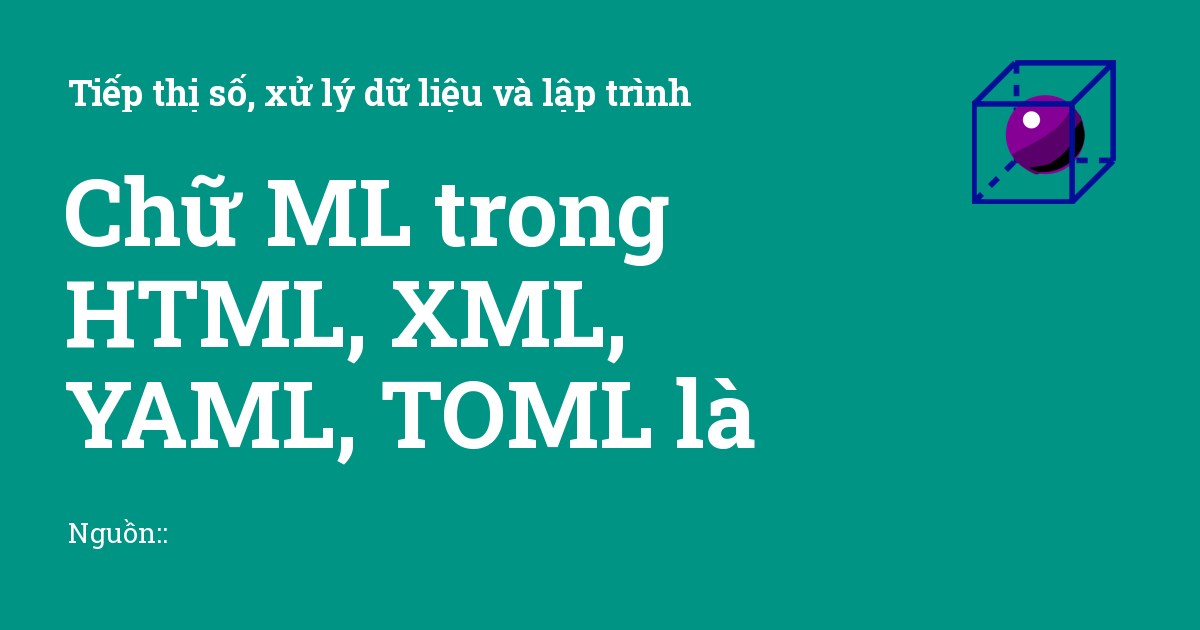 Tiếp thị số, xử lý dữ liệu và lập trình
Chữ ML trong
HTML, XML,
YAML, TOML là
Nguồn::